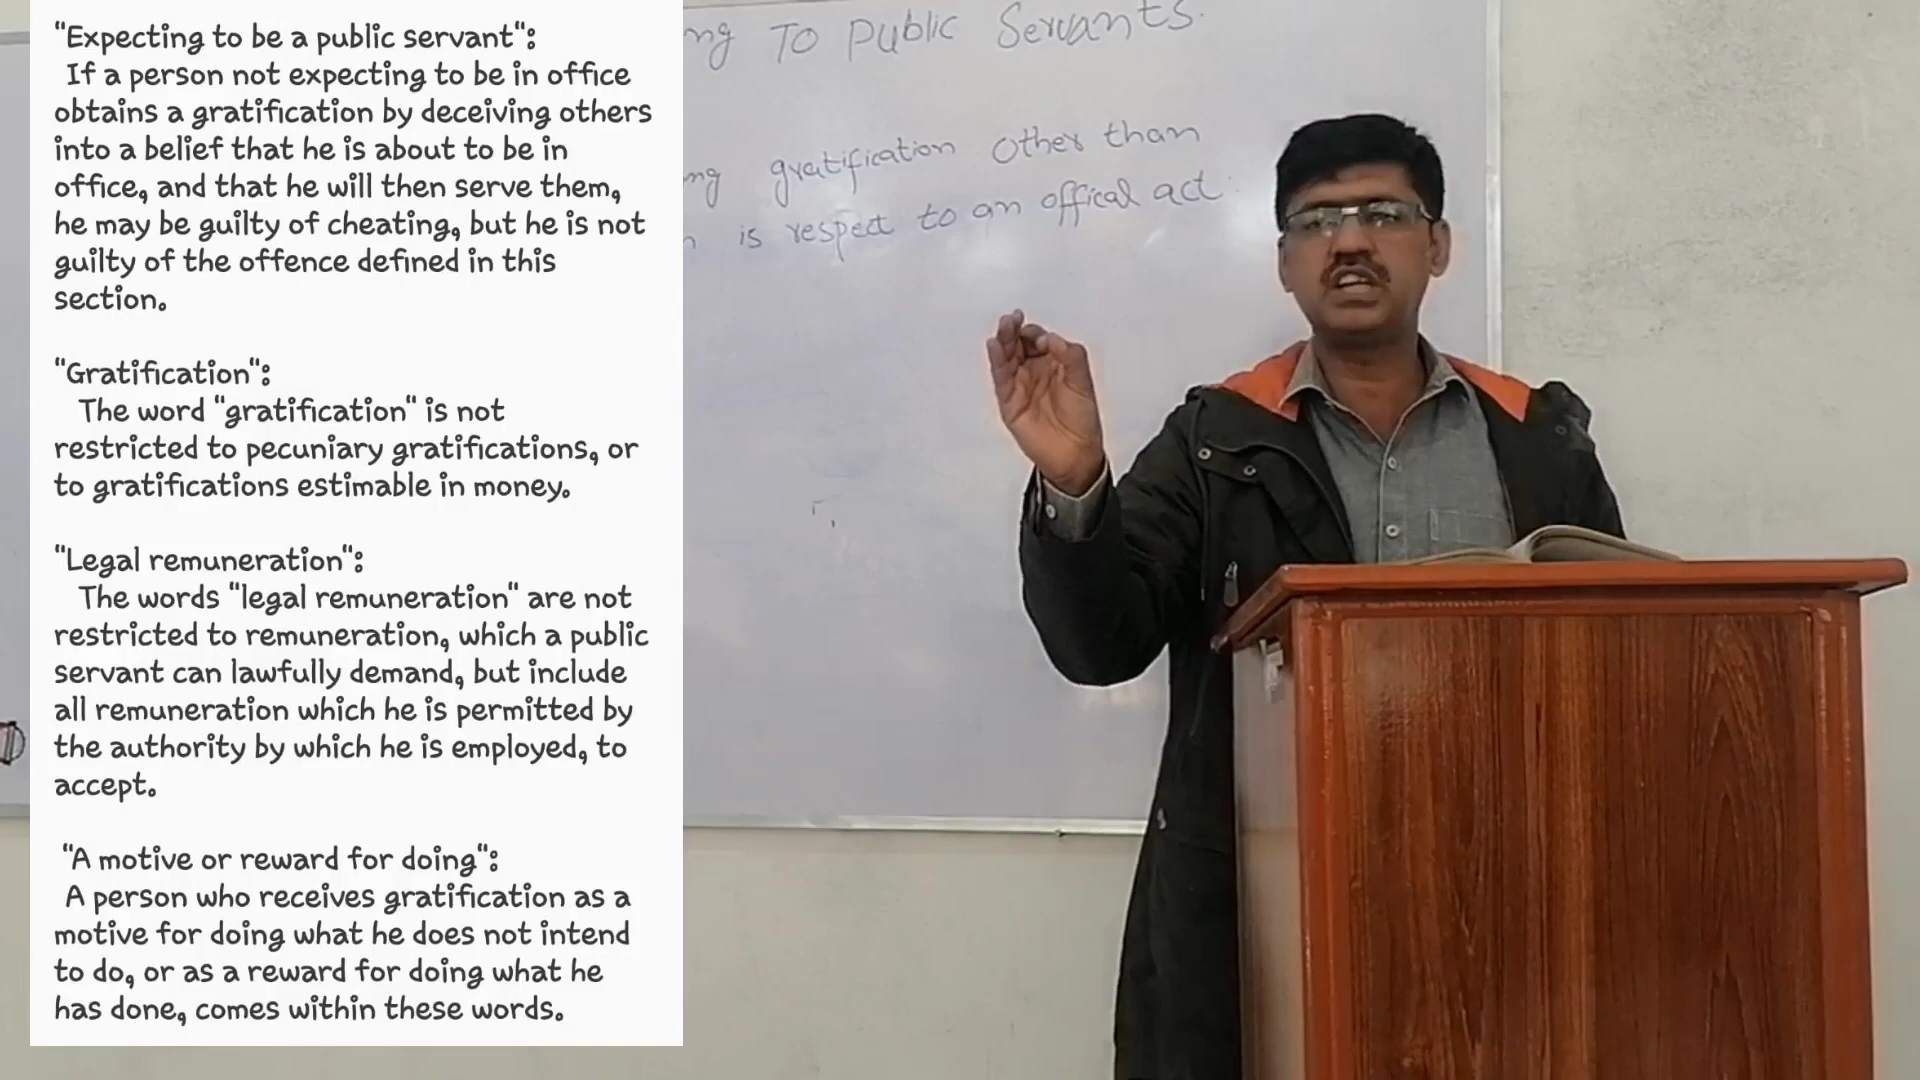 "Expecting to be a public servant":
If a person not expecting to be in office
obtains a gratification by deceiving others
into a belief that he is about to be in
office, and that he will then serve them,
he may be guilty of cheating, but he is not
guilty of the offence defined in this
section.
"Gratification":
The word "gratification" is not
restricted to pecuniary gratifications, or
to gratifications estimable in money.
"Legal remuneration":
The words "legal remuneration" are not
restricted to remuneration, which a public
servant can lawfully demand, but include
all remuneration which he is permitted by
the authority by which he is employed, to
accept.
"A motive or reward for doing":
A person who receives gratification as a
motive for doing what he does not intend
to do, or as a reward for doing what he
has done, comes within these words.
ng To Public Servants.
ng gratification other than
n is respect to an offical act